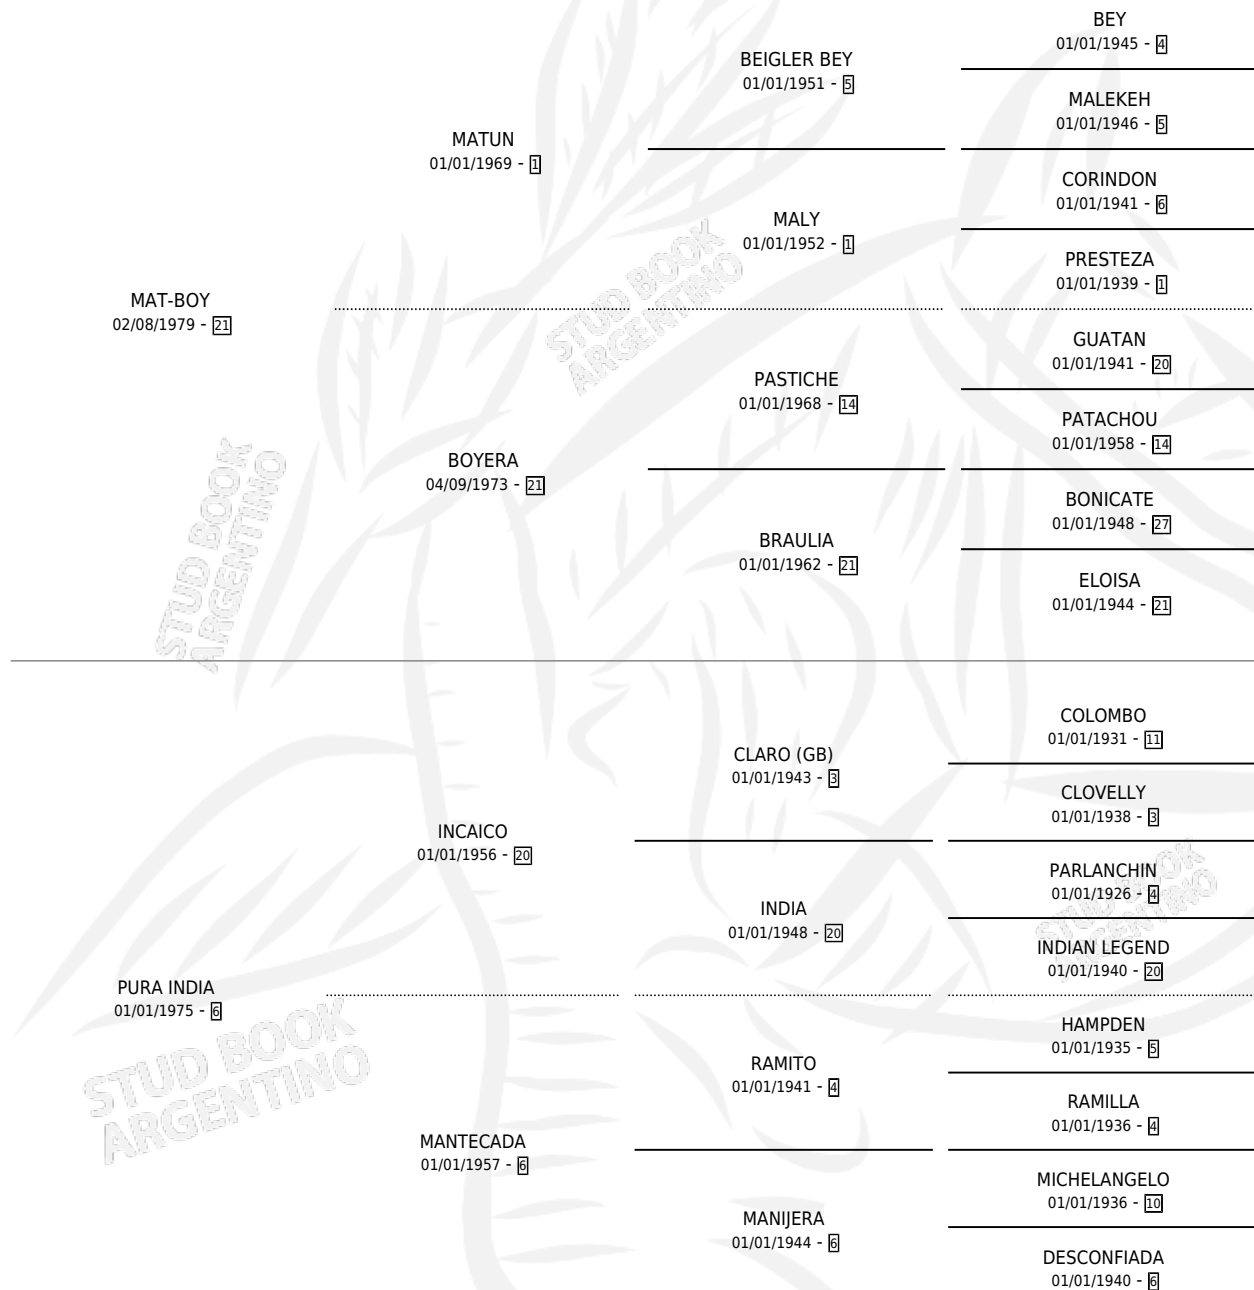 BEY
01/01/1945 - 4
BEIGLER BEY
01/01/1951 - 5
MALEKEH
01/01/1946 - 5
MATUN
01/01/1969 - 1
CORINDON
01/01/1941 - 6
MALY
01/01/1952 - 1
PRESTEZA
01/01/1939 - 1
MAT-BOY
02/08/1979 - 21
GUATAN
01/01/1941 - 20
PASTICHE
01/01/1968 - 14
PATACHOU
01/01/1958 - 14
BOYERA
04/09/1973 - 21
BONICATE
01/01/1948 - 27
BRAULIA
01/01/1962 - 21
ELOISA
01/01/1944 - 21
STUD BOOK
ARGENTINO
STUD BOOK
ARGENTINO
COLOMBO
01/01/1931 - 11
CLARO (GB)
01/01/1943 - 3
CLOVELLY
01/01/1938 - 3
INCAICO
01/01/1956 - 20
PARLANCHIN
01/01/1926 - 4
INDIA
01/01/1948 - 20
INDIAN LEGEND
01/01/1940 - 20
PURA INDIA
01/01/1975 - 6
HAMPDEN
01/01/1935 - 5
RAMITO
01/01/1941 - 4
RAMILLA
01/01/1936 - 4
MANTECADA
01/01/1957 - 6
MICHELANGELO
01/01/1936 - 10
MANIJERA
01/01/1944 - 6
DESCONFIADA
01/01/1940 - 6
STUD BOOK
ARGENTINO
STUD BOOK
ARGENTINO